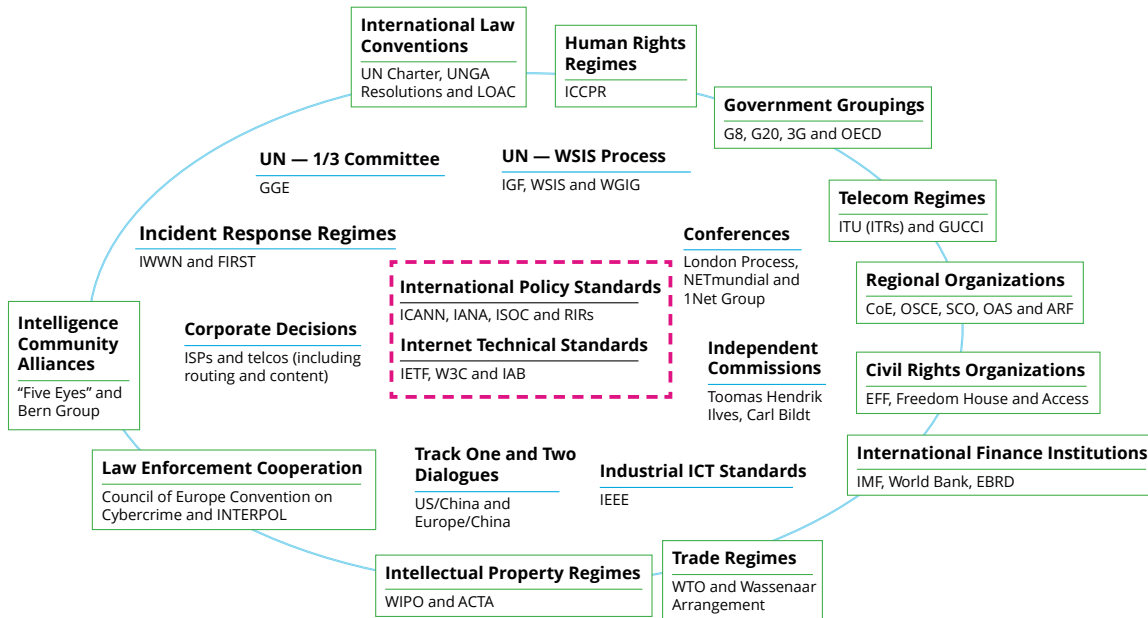 International Law
Conventions
UN Charter, UNGA
Resolutions and LOAC
Human Rights
Regimes
ICCPR
Government Groupings
G8, G20, 3G and OECD
UN — 1/3 Committee
GGE
UN — WSIS Process
IGF, WSIS and WGIG
Telecom Regimes
ITU (ITRs) and GUCCI
Incident Response Regimes
IWWN and FIRST
Conferences
London Process,
NETmundial and
1Net Group
International Policy Standards
ICANN, IANA, ISOC and RIRs
Internet Technical Standards
IETF, W3C and IAB
Regional Organizations
CoE, OSCE, SCO, OAS and ARF
Intelligence
Community
Alliances
“Five Eyes” and
Bern Group
Corporate Decisions
ISPs and telcos (including
routing and content)
Independent
Commissions
Toomas Hendrik
Ilves, Carl Bildt
Civil Rights Organizations
EFF, Freedom House and Access
Law Enforcement Cooperation
Council of Europe Convention on
Cybercrime and INTERPOL
Track One and Two
Dialogues
US/China and
Europe/China
Industrial ICT Standards
IEEE
International Finance Institutions
IMF, World Bank, EBRD
Intellectual Property Regimes
WIPO and ACTA
Trade Regimes
WTO and Wassenaar
Arrangement